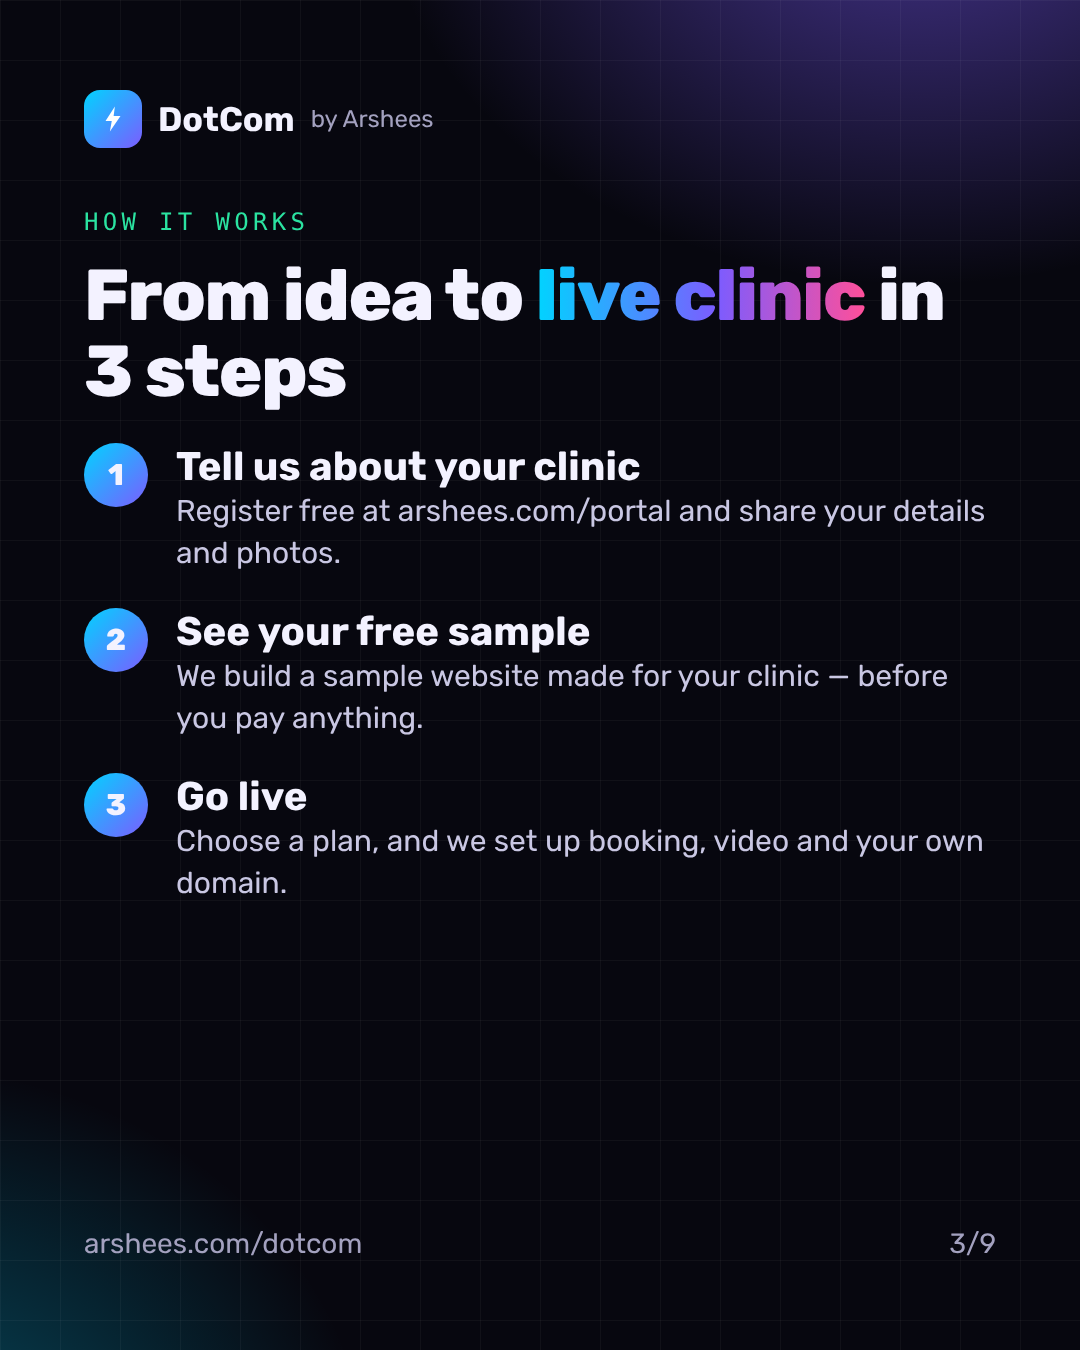 DotCom by Arshees
HOW IT WORKS
From idea to live clinic in
3 steps
1
Tell us about your clinic
Register free at arshees.com/portal and share your details
and photos.
2
See your free sample
We build a sample website made for your clinic — before
you pay anything.
3
Go live
Choose a plan, and we set up booking, video and your own
domain.
arshees.com/dotcom
3/9